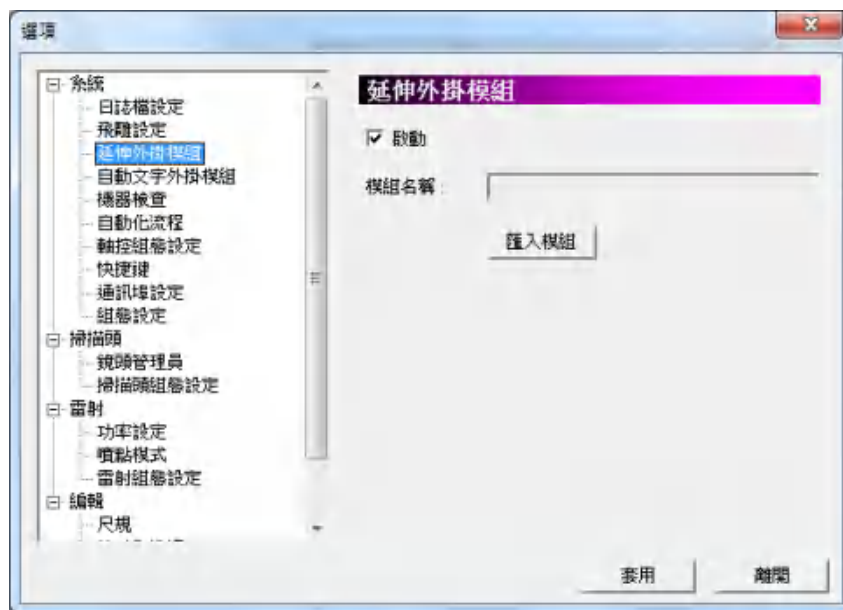 選項
系統
日誌檔設定
飛雕設定
延伸外掛模組
自動文字外掛模組
機器檢查
自動化流程
軸控組態設定
快捷鍵
通訊埠設定
組態設定
掃描頭
鏡頭管理員
掃描頭組態設定
雷射
功率設定
噴點模式
雷射組態設定
編輯
尺規
延伸外掛模組
啟動
模組名稱 :
匯入模組
套用
離開